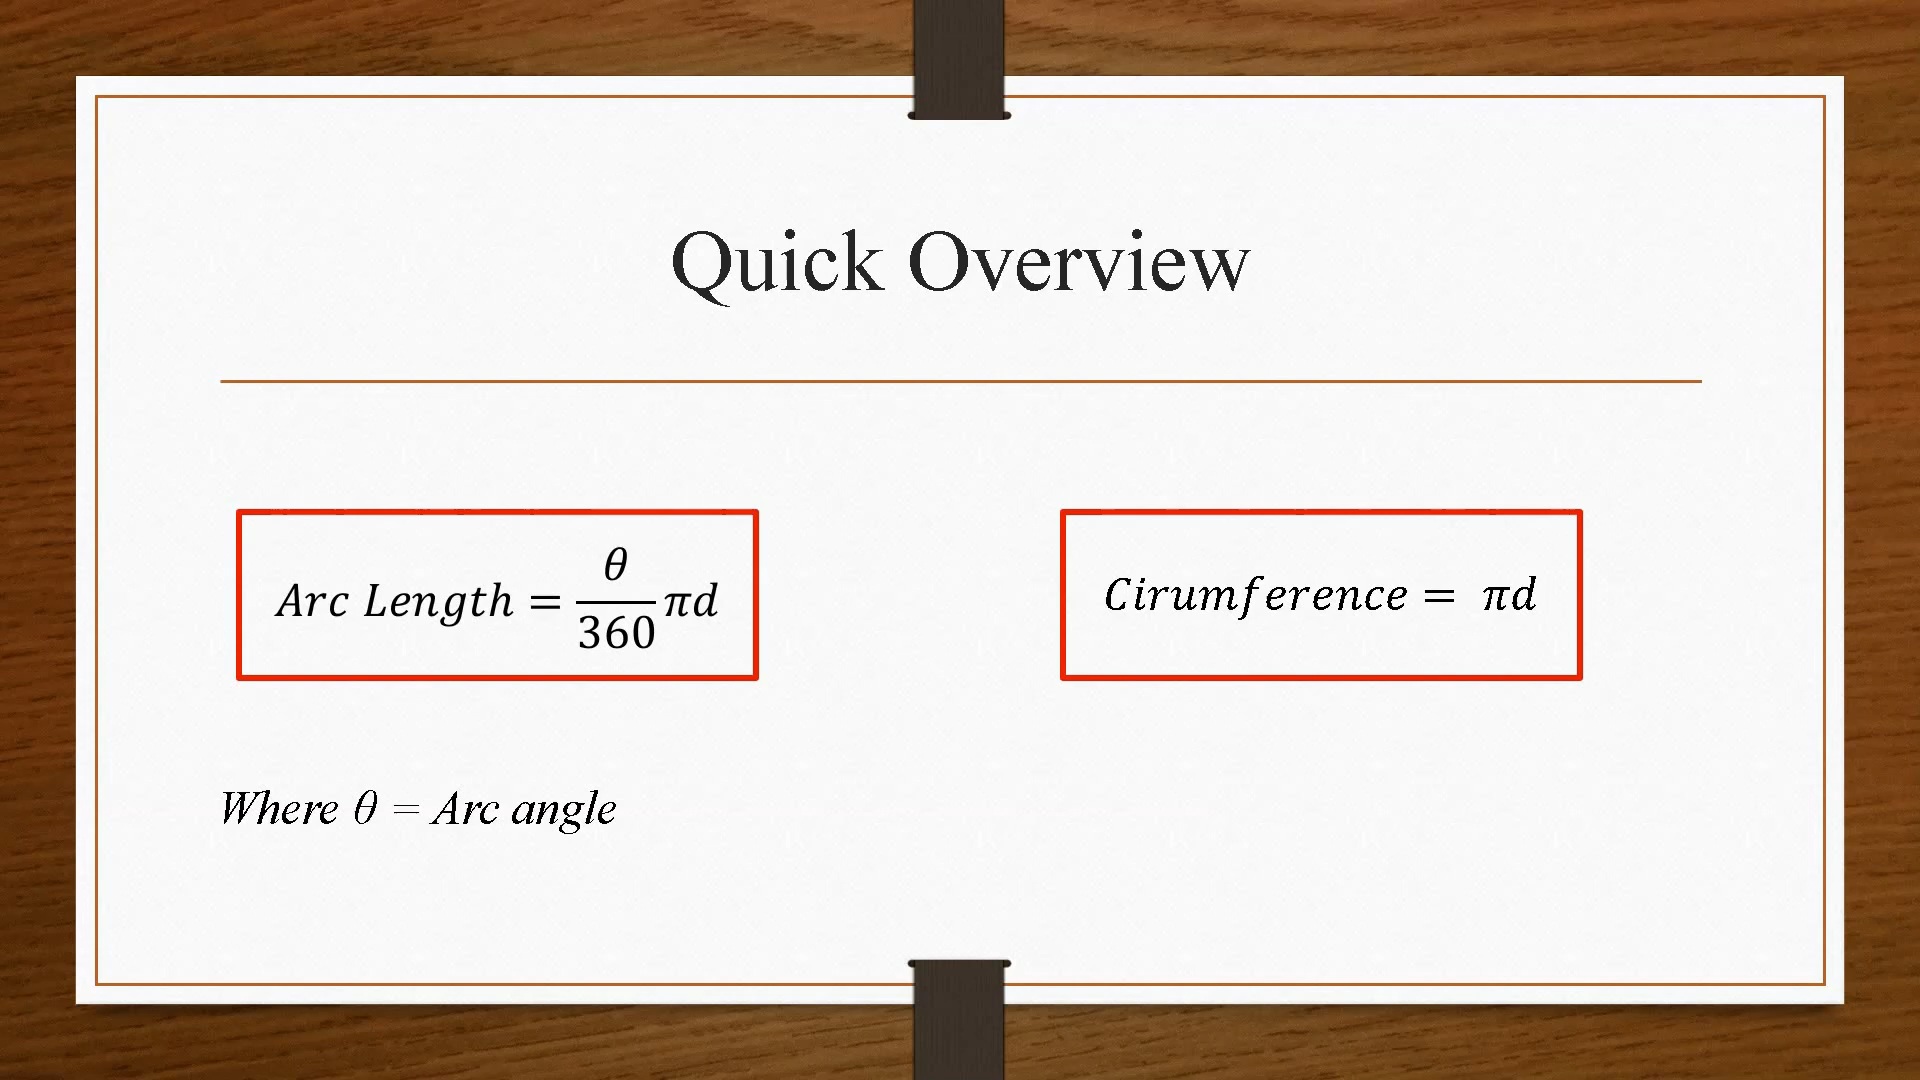 Quick Overview
Arc Length = θ/360 πd
Cirumference = πd
Where θ = Arc angle